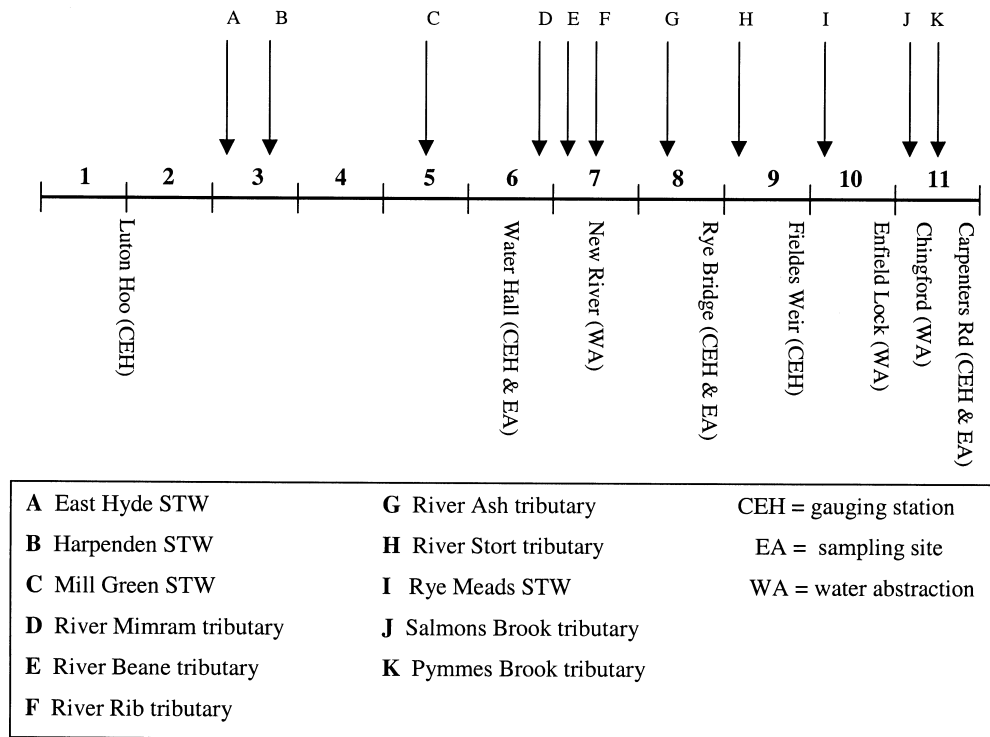 A B C D E F G H I J K
1 2 3 4 5 6 7 8 9 10 11
Luton Hoo (CEH)
Water Hall (CEH & EA)
New River (WA)
Rye Bridge (CEH & EA)
Fieldes Weir (CEH)
Enfield Lock (WA)
Chingford (WA)
Carpenters Rd (CEH & EA)
A East Hyde STW
B Harpenden STW
C Mill Green STW
D River Mimram tributary
E River Beane tributary
F River Rib tributary
G River Ash tributary
H River Stort tributary
I Rye Meads STW
J Salmons Brook tributary
K Pymmes Brook tributary
CEH = gauging station
EA = sampling site
WA = water abstraction